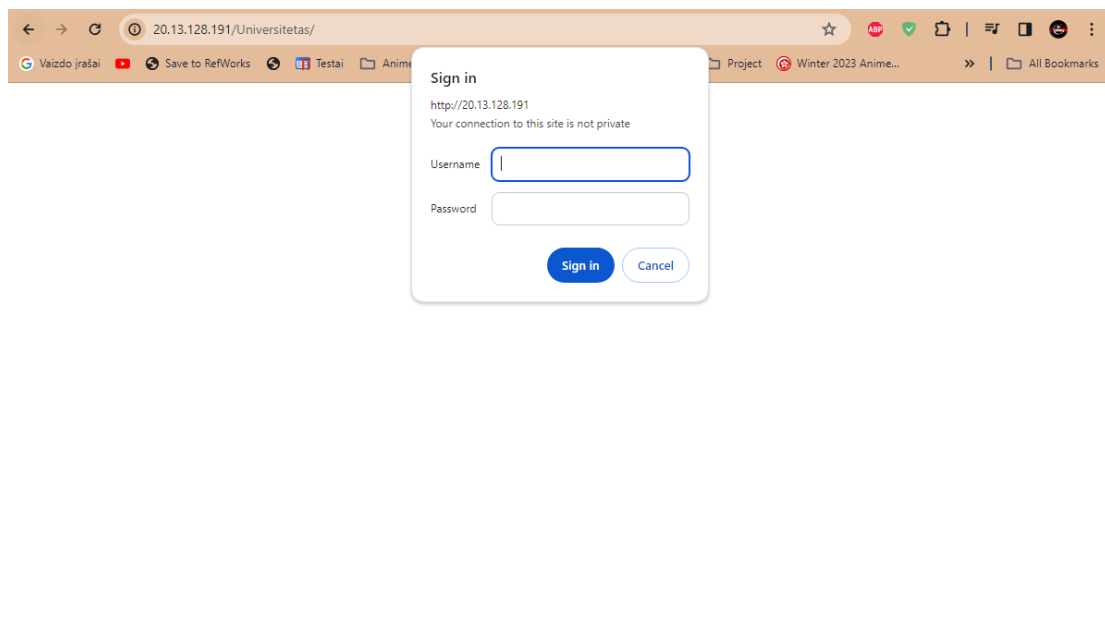 20.13.128.191/Universitetas/
ABP
Vaizdo įrašai Save to RefWorks Testai Anime Project Winter 2023 Anime... » All Bookmarks
Sign in
http://20.13.128.191
Your connection to this site is not private
Username
Password
Sign in Cancel